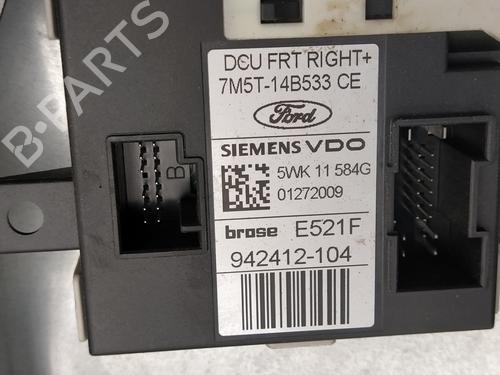 DCU FRT RIGHT+
7M5T-14B533 CE
Ford
SIEMENS VDO
5WK 11 584G
01272009
brose E521F
942412-104
B
B-PARTS